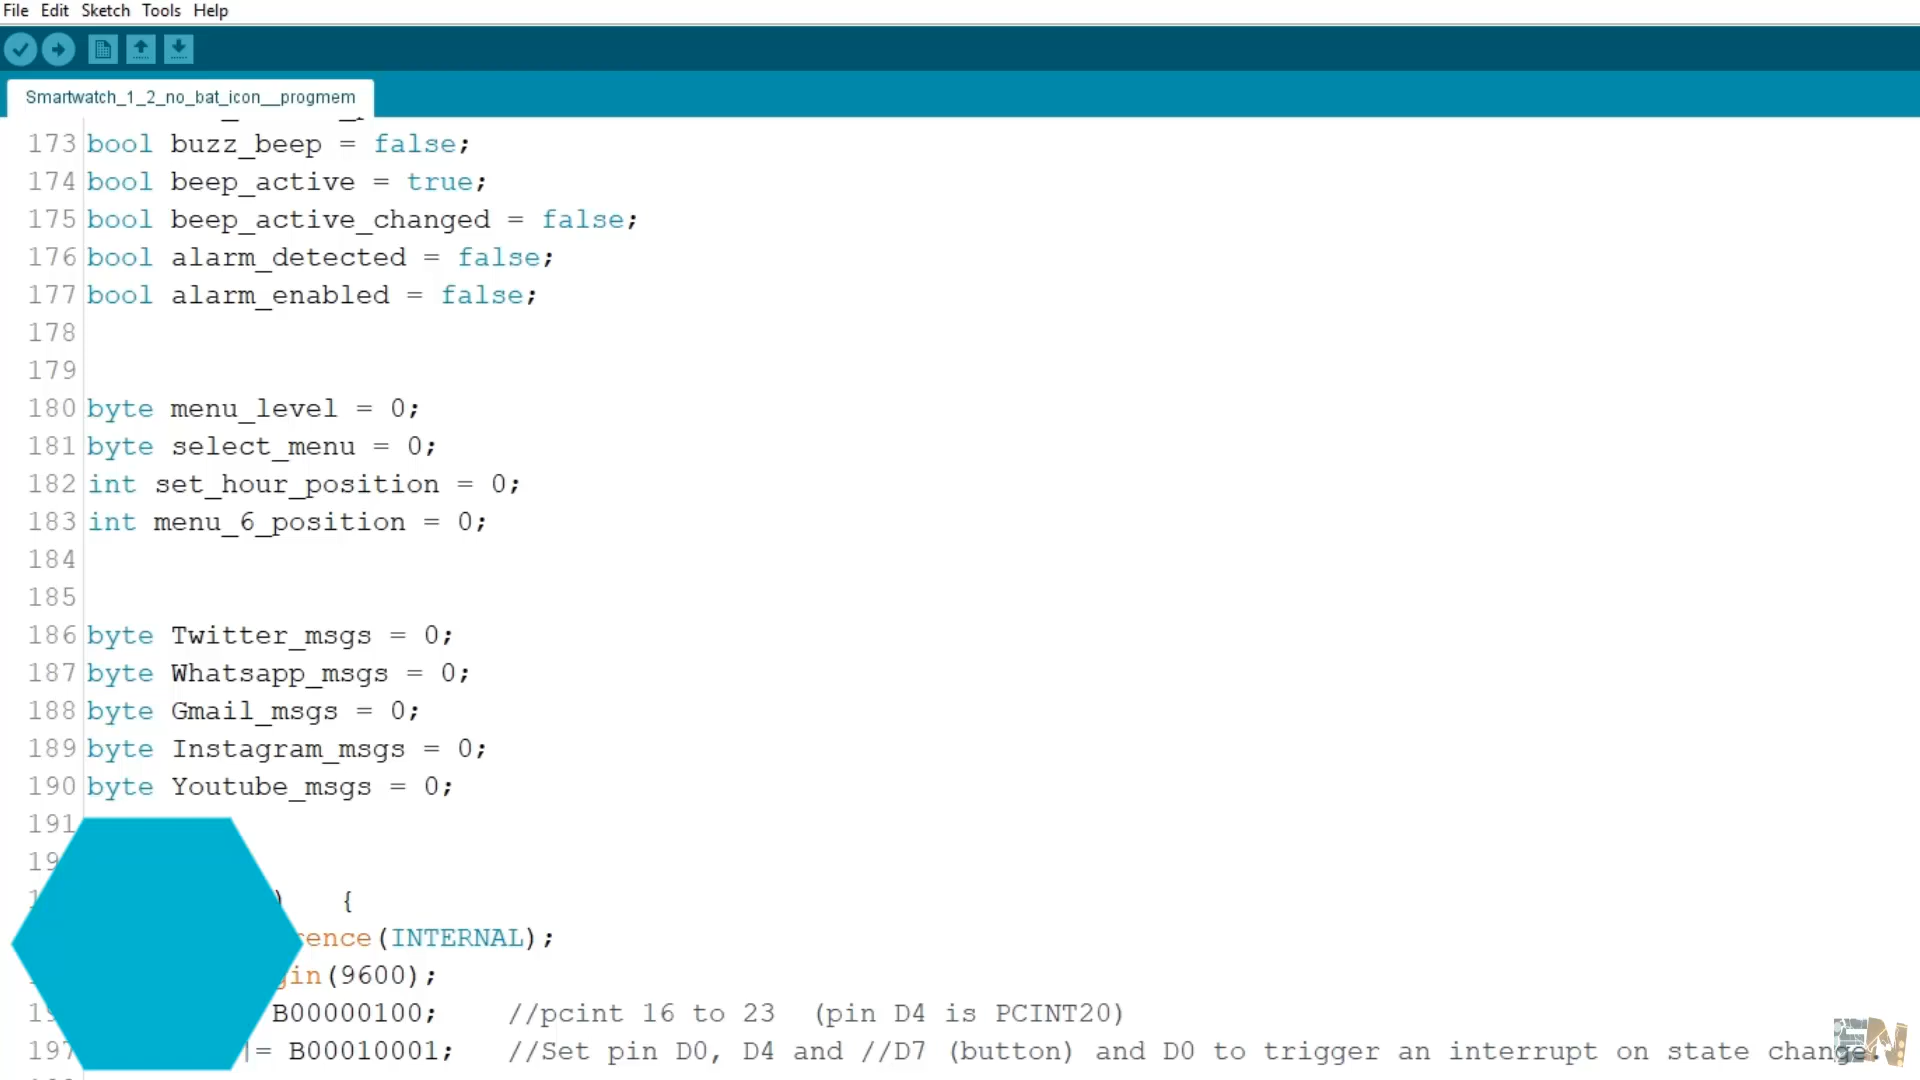 File Edit Sketch Tools Help
Smartwatch_1_2_no_bat_icon__progmem
173 bool buzz_beep = false;
174 bool beep_active = true;
175 bool beep_active_changed = false;
176 bool alarm_detected = false;
177 bool alarm_enabled = false;
178
179
180 byte menu_level = 0;
181 byte select_menu = 0;
182 int set_hour_position = 0;
183 int menu_6_position = 0;
184
185
186 byte Twitter_msgs = 0;
187 byte Whatsapp_msgs = 0;
188 byte Gmail_msgs = 0;
189 byte Instagram_msgs = 0;
190 byte Youtube_msgs = 0;
191
) {
rence(INTERNAL);
gin(9600);
B00000100; //pcint 16 to 23 (pin D4 is PCINT20)
197 |= B00010001; //Set pin D0, D4 and //D7 (button) and D0 to trigger an interrupt on state change.